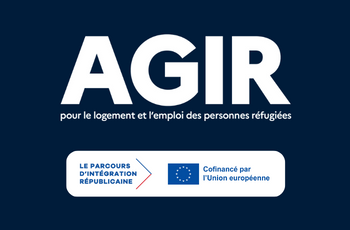 AGIR
pour le logement et l'emploi des personnes réfugiées
LE PARCOURS
D'INTÉGRATION
RÉPUBLICAINE
Cofinancé par
l'Union européenne